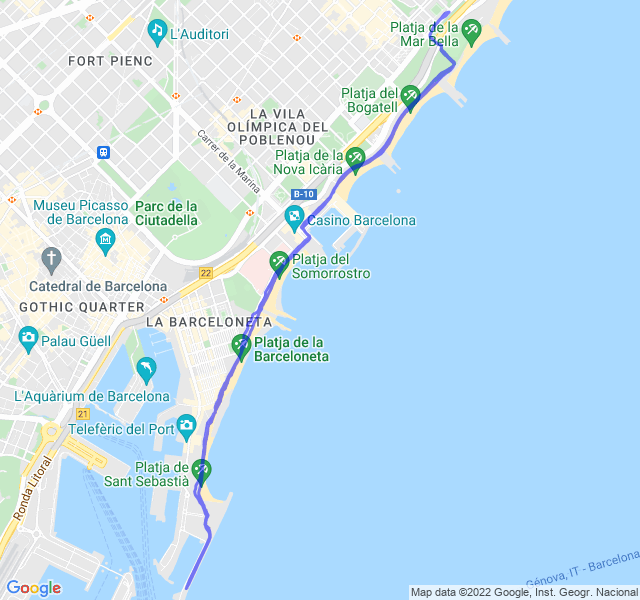 L'Auditori
Platja de la
Mar Bella
FORT PIENC
Platja del
Bogatell
LA VILA
OLÍMPICA DEL
POBLENOU
Carrer de la Marina
Platja de la
Nova Icària
B-10
Museu Picasso
de Barcelona
Parc de la
Ciutadella
Casino Barcelona
Catedral de Barcelona
22
Platja del
Somorrostro
GOTHIC QUARTER
LA BARCELONETA
Palau Güell
Platja de la
Barceloneta
L'Aquàrium de Barcelona
21
Telefèric del Port
Platja de
Sant Sebastià
Ronda Litoral
Génova, IT - Barcelona
Google
Map data ©2022 Google, Inst. Geogr. Nacional